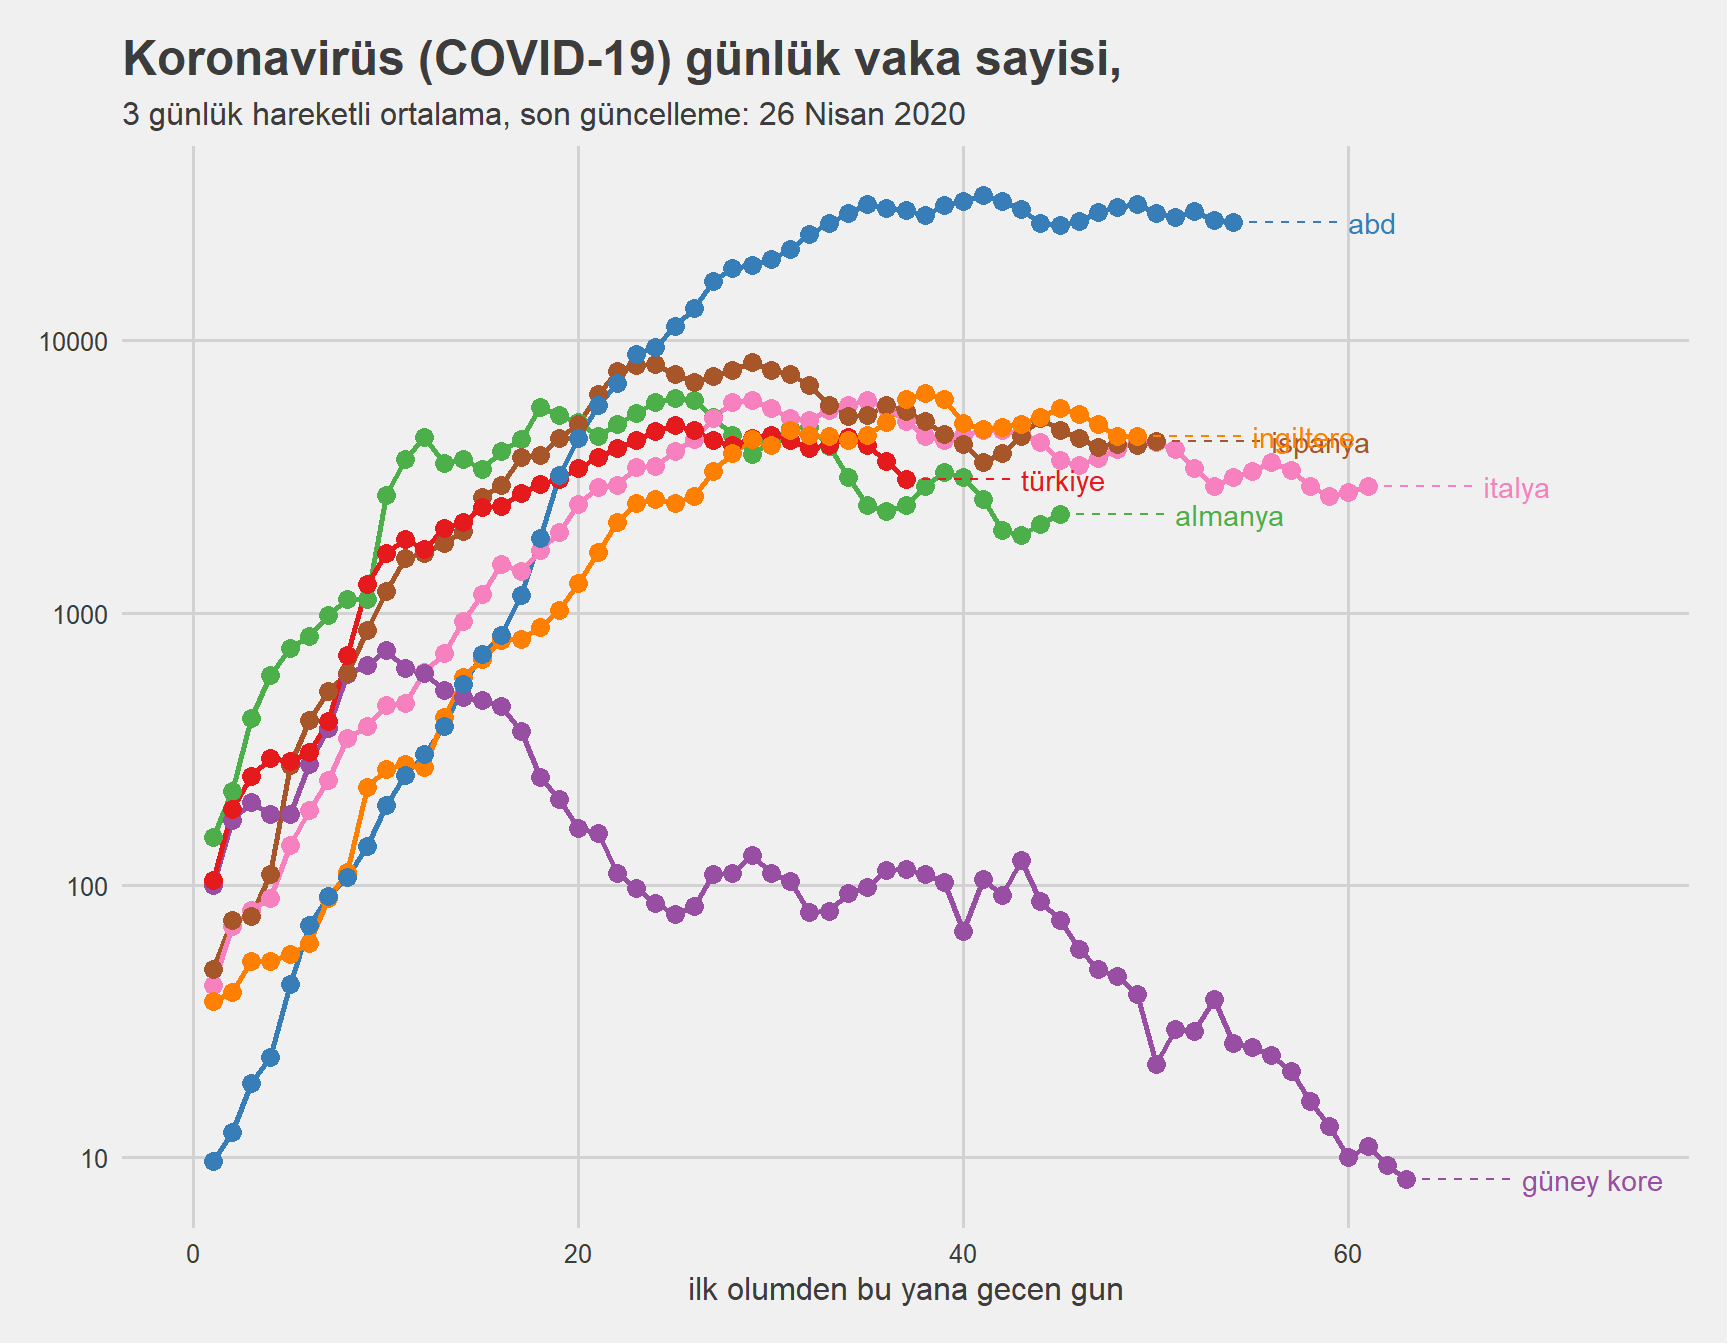 Koronavirüs (COVID-19) günlük vaka sayisi,
3 günlük hareketli ortalama, son güncelleme: 26 Nisan 2020
abd
10000
ingiltere
ispanya
türkiye
italya
almanya
1000
100
10
güney kore
0 20 40 60
ilk olumden bu yana gecen gun